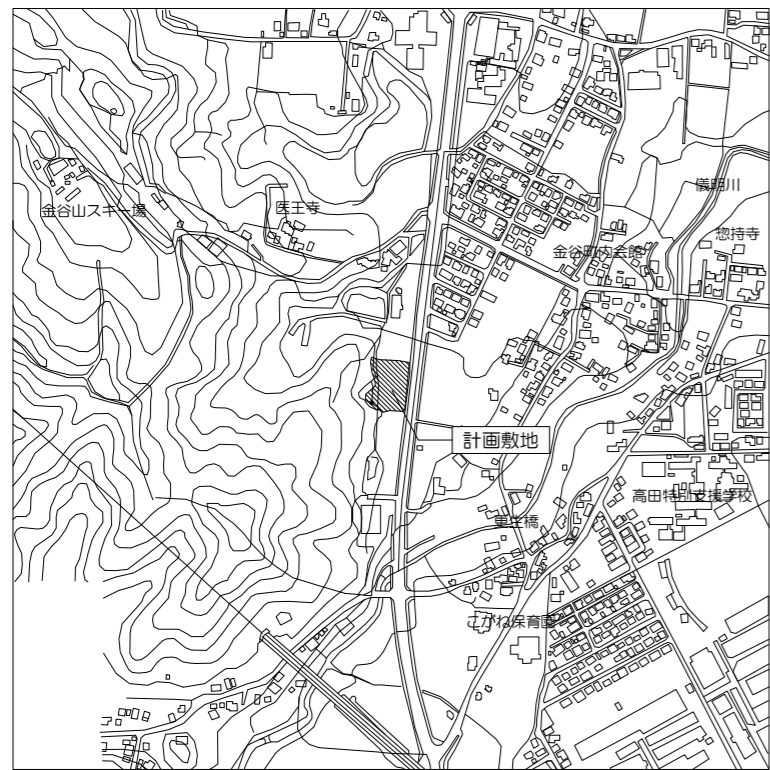 儀明川
惣持寺
金谷山スキー場
医王寺
金谷町内会館
計画敷地
高田特別支援学校
更生橋
こがね保育園